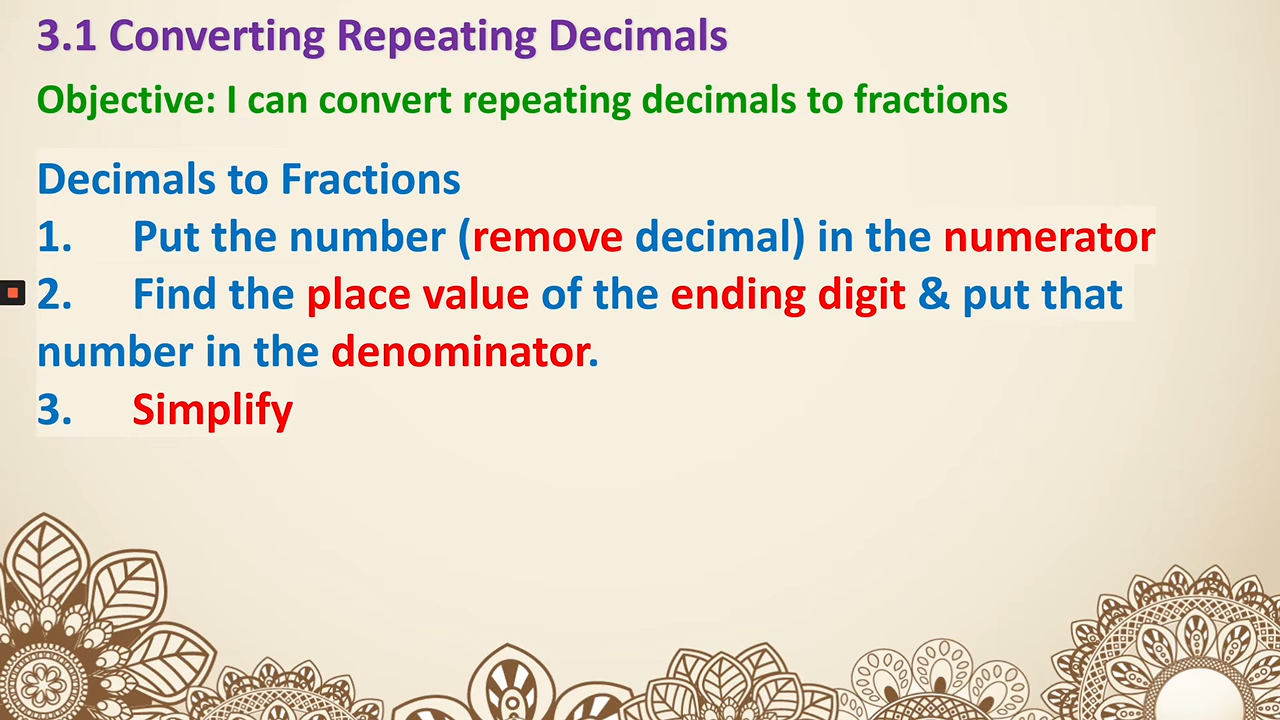 3.1 Converting Repeating Decimals
Objective: I can convert repeating decimals to fractions
Decimals to Fractions
1. Put the number (remove decimal) in the numerator
2. Find the place value of the ending digit & put that
number in the denominator.
3. Simplify